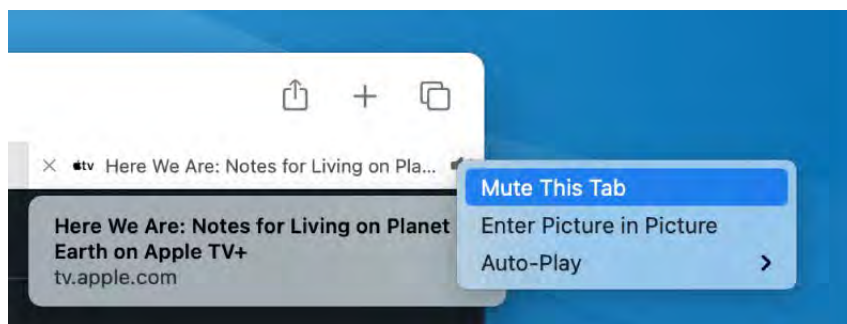 tv Here We Are: Notes for Living on Pla...
Mute This Tab
Here We Are: Notes for Living on Planet
Earth on Apple TV+
tv.apple.com
Enter Picture in Picture
Auto-Play